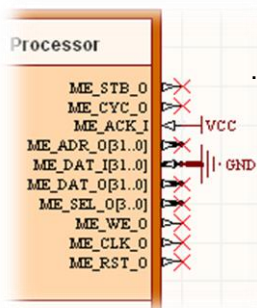 Processor
ME_STB_O
ME_CYC_O
ME_ACK_I VCC
ME_ADR_O[31..0]
ME_DAT_I[31..0] GND
ME_DAT_O[31..0]
ME_SEL_O[3..0]
ME_WE_O
ME_CLK_O
ME_RST_O